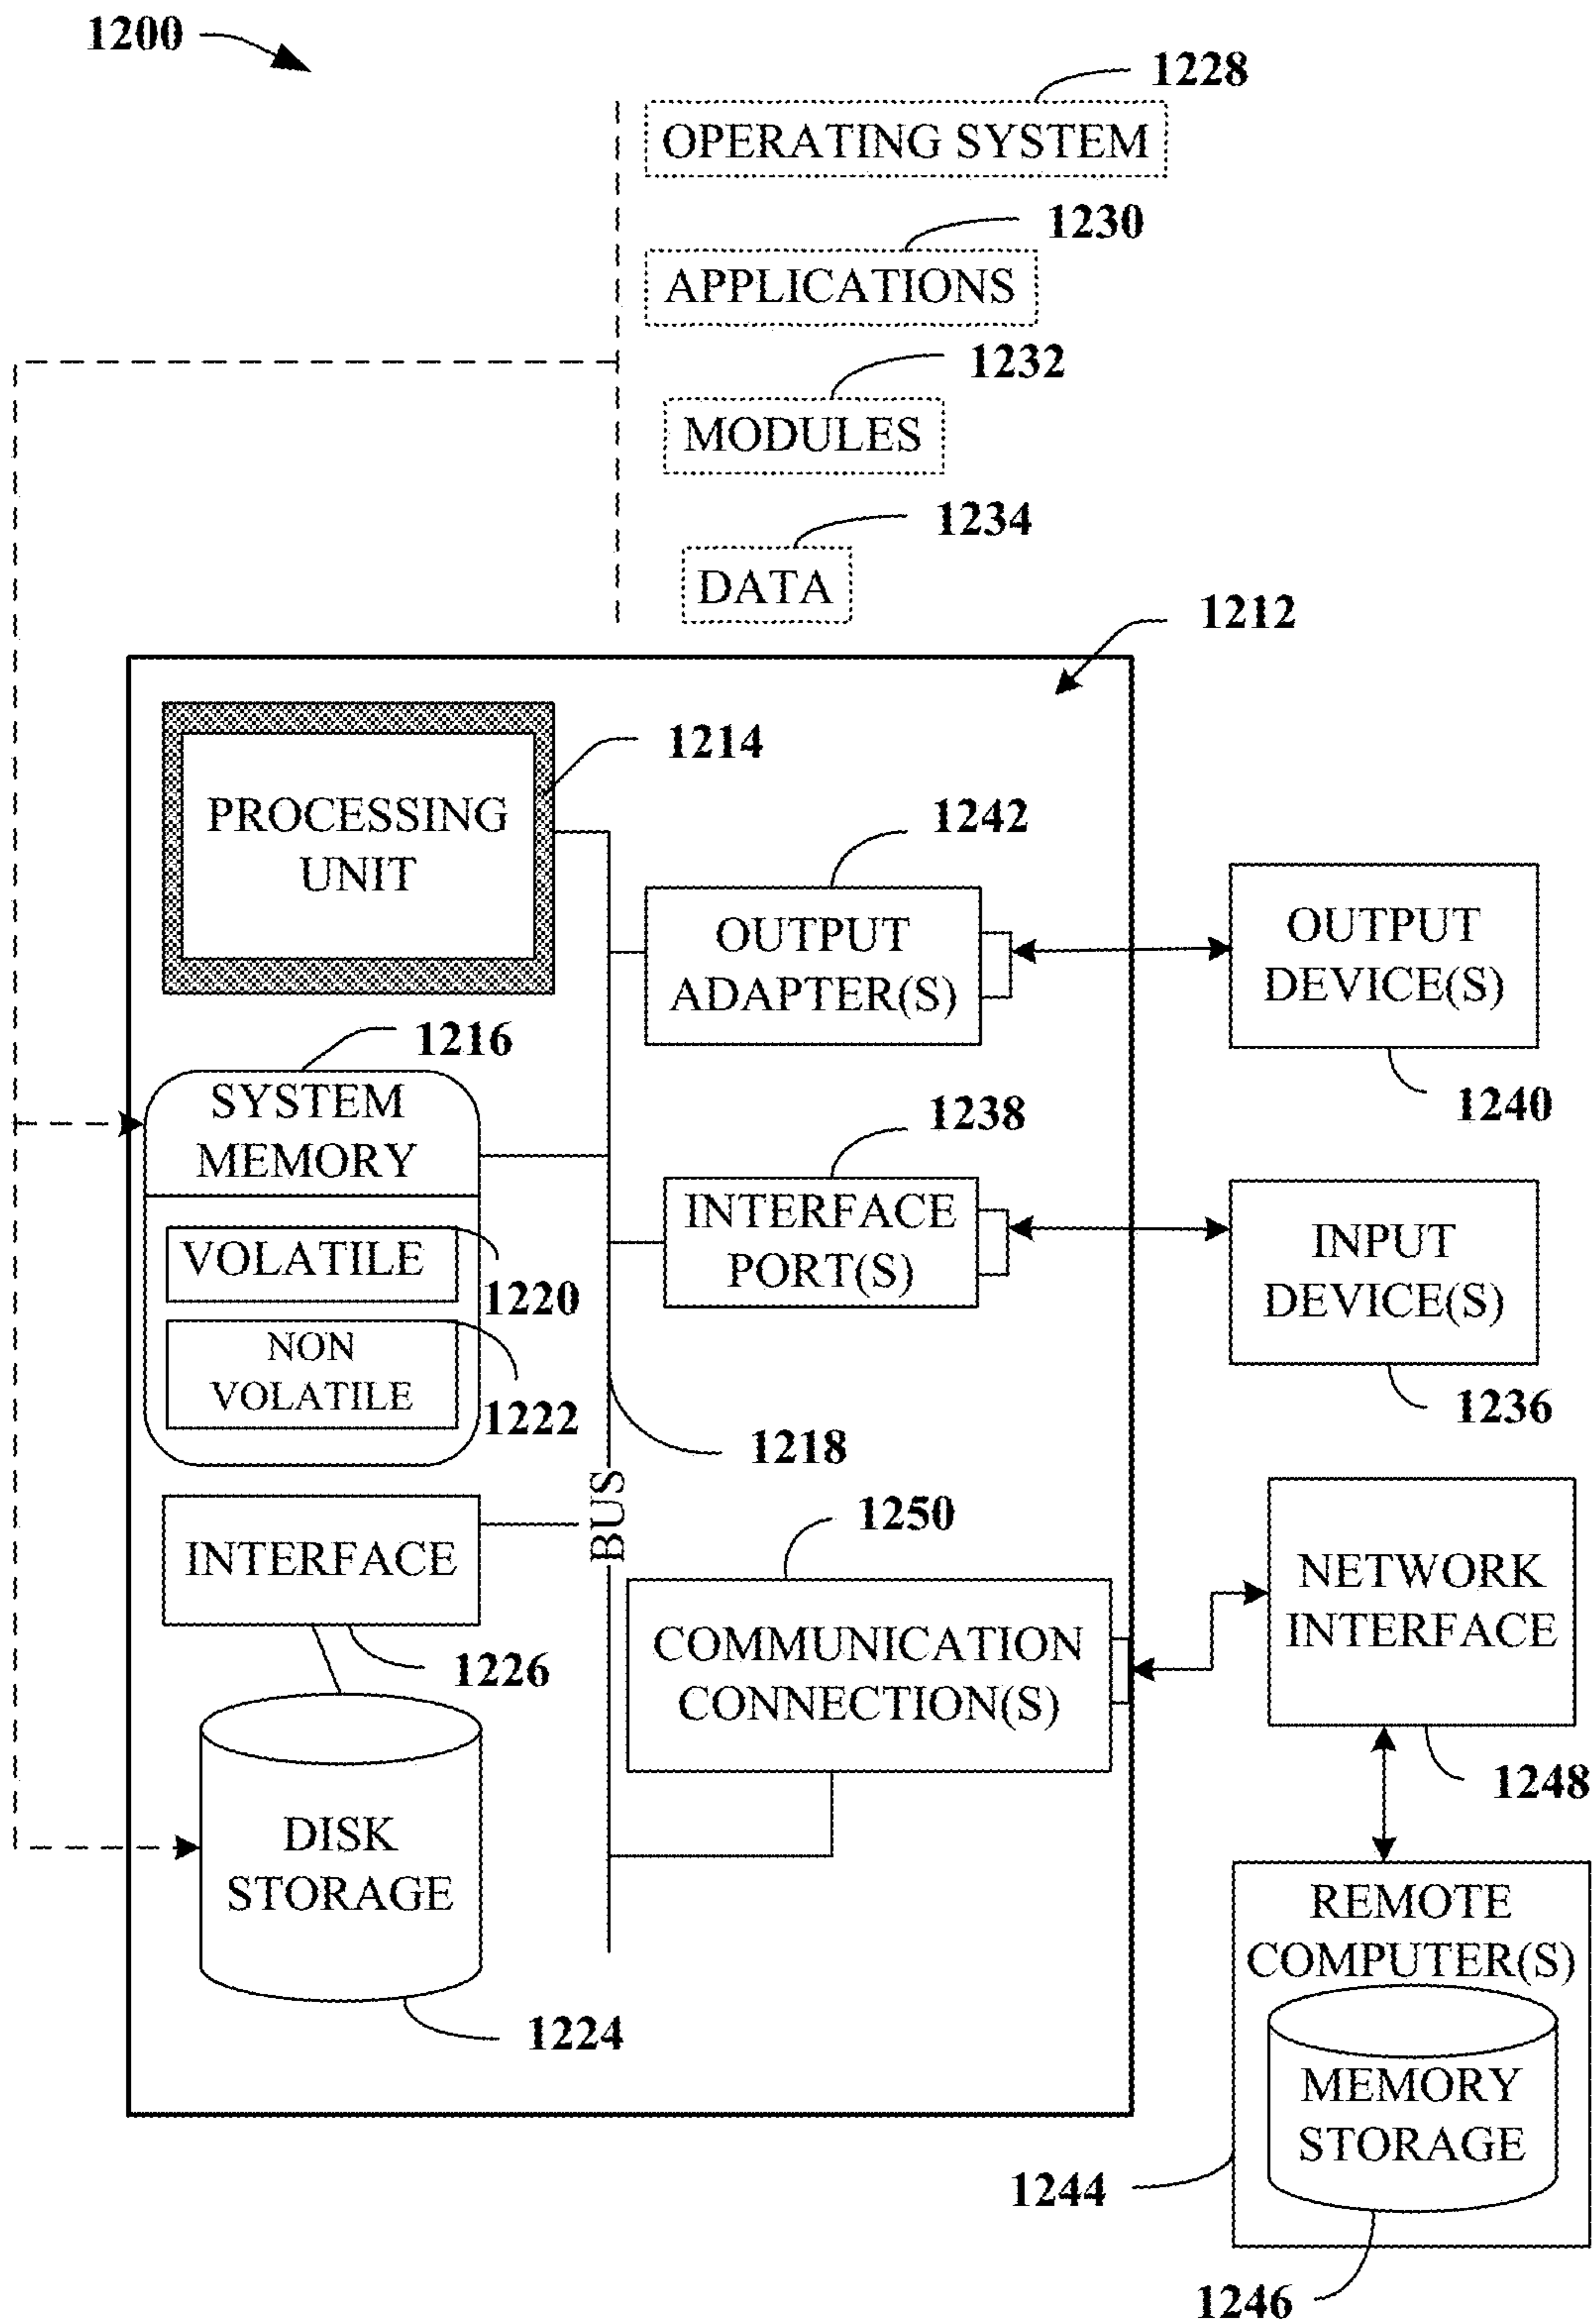 1200
1228
OPERATING SYSTEM
1230
APPLICATIONS
1232
MODULES
1234
DATA
1212
1214
PROCESSING
UNIT
1242
OUTPUT
ADAPTER(S)
OUTPUT
DEVICE(S)
1240
1216
SYSTEM
MEMORY
1238
INTERFACE
PORT(S)
INPUT
DEVICE(S)
1236
VOLATILE
1220
NON
VOLATILE
1222
1218
BUS
INTERFACE
1226
1250
COMMUNICATION
CONNECTION(S)
NETWORK
INTERFACE
1248
DISK
STORAGE
1224
REMOTE
COMPUTER(S)
MEMORY
STORAGE
1244
1246